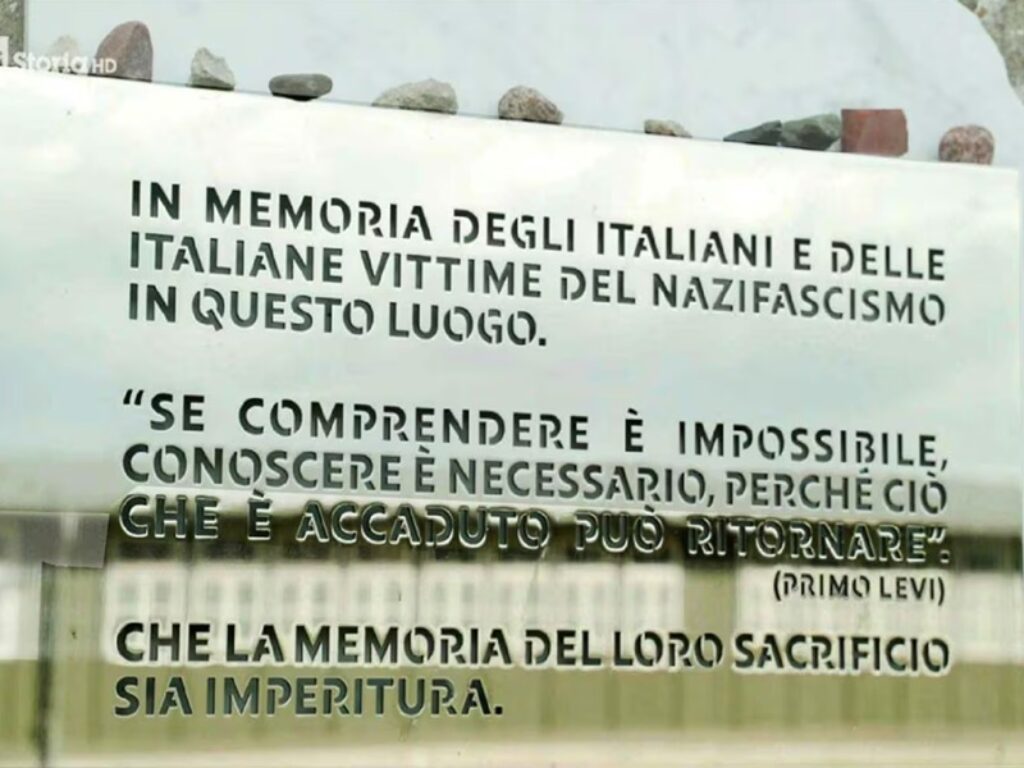 Storia HD
IN MEMORIA DEGLI ITALIANI E DELLE
ITALIANE VITTIME DEL NAZIFASCISMO
IN QUESTO LUOGO.
“SE COMPRENDERE È IMPOSSIBILE,
CONOSCERE È NECESSARIO, PERCHÉ CIÒ
CHE È ACCADUTO PUÒ RITORNARE”.
(PRIMO LEVI)
CHE LA MEMORIA DEL LORO SACRIFICIO
SIA IMPERITURA.